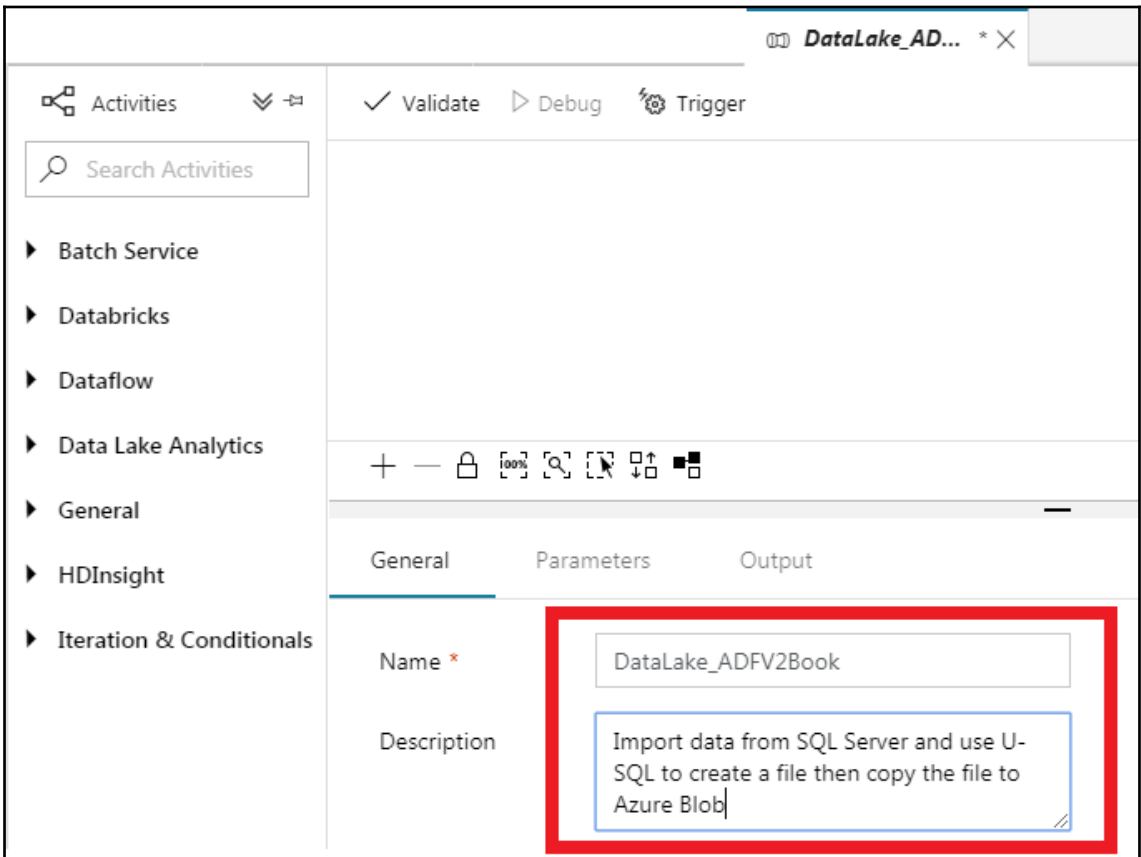 DataLake_AD... *
Activities
Validate Debug Trigger
Search Activities
Batch Service
Databricks
Dataflow
Data Lake Analytics
General
HDInsight
Iteration & Conditionals
100%
General Parameters Output
Name *
DataLake_ADFV2Book
Description
Import data from SQL Server and use U-
SQL to create a file then copy the file to
Azure Blob